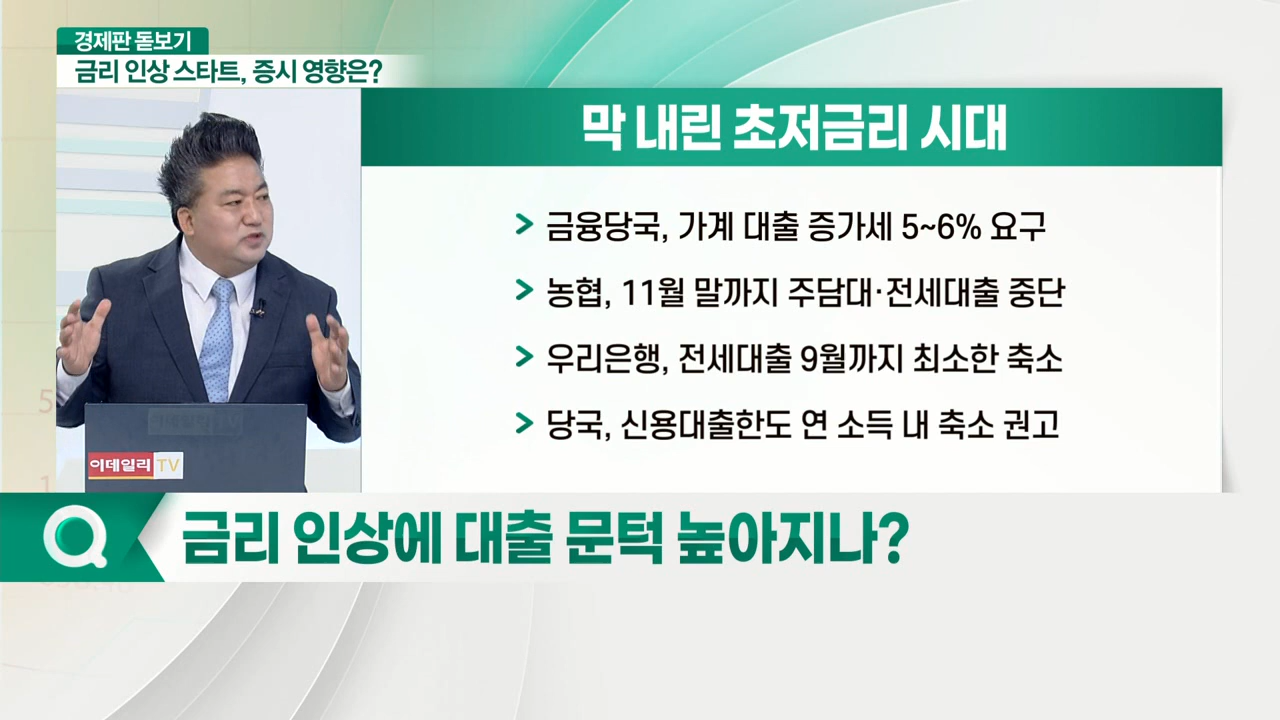 경제판 돋보기
금리 인상 스타트, 증시 영향은?
막 내린 초저금리 시대
> 금융당국, 가계 대출 증가세 5~6% 요구
> 농협, 11월 말까지 주담대·전세대출 중단
> 우리은행, 전세대출 9월까지 최소한 축소
> 당국, 신용대출한도 연 소득 내 축소 권고
이데일리TV
이데일리 TV
Q 금리 인상에 대출 문턱 높아지나?